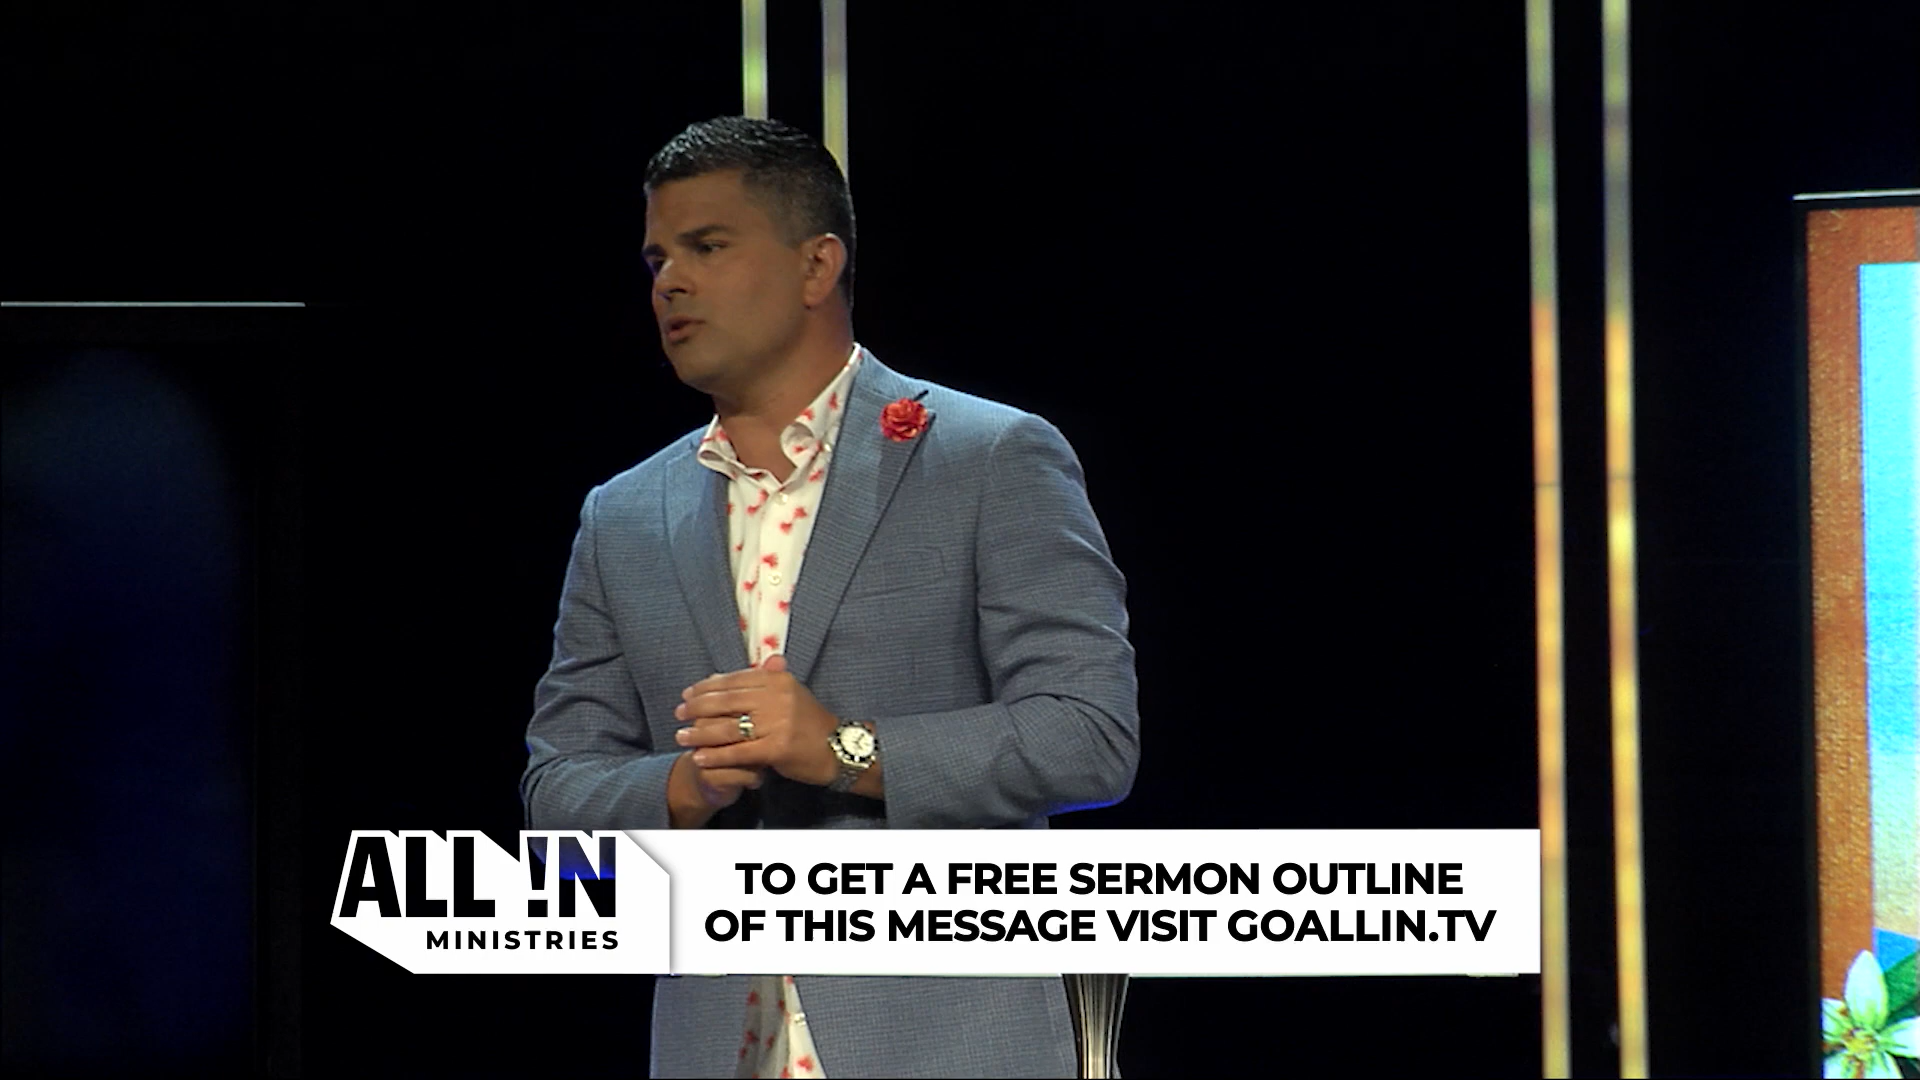 ALL !N
MINISTRIES
TO GET A FREE SERMON OUTLINE
OF THIS MESSAGE VISIT GOALLIN.TV